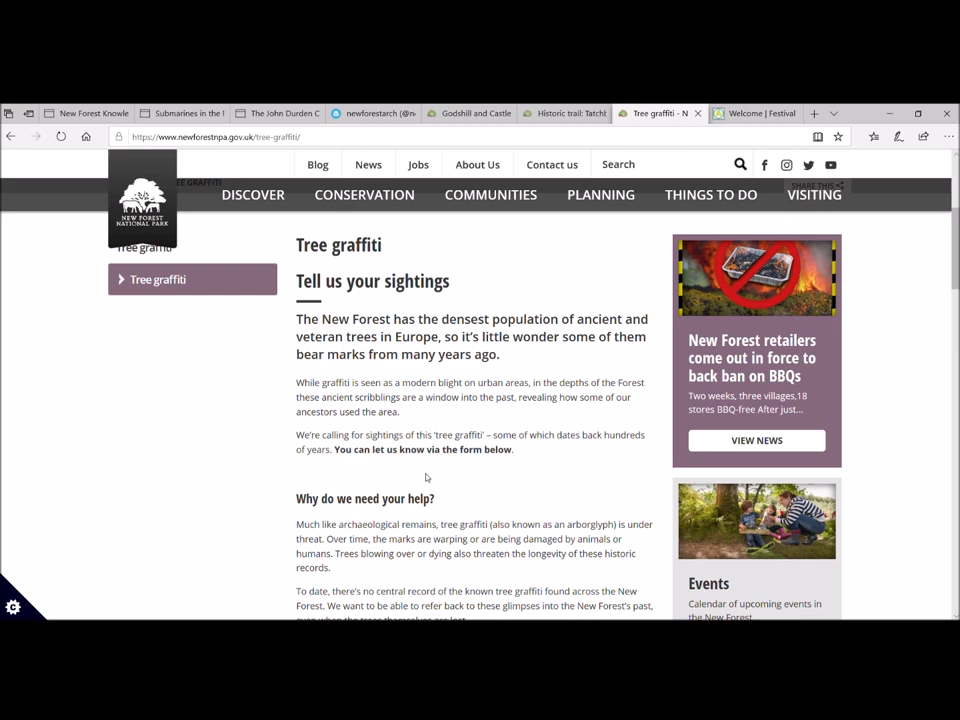 New Forest Knowle
Submarines in the
The John Durden C
newforestarch (@ne
Godshill and Castle
Historic trail: Tatchb
Tree graffiti - N
Welcome | Festival
https://www.newforestnpa.gov.uk/tree-graffiti/
Blog
News
Jobs
About Us
Contact us
Search
TREE GRAFFITI
SHARE THIS
NEW FOREST
NATIONAL PARK
DISCOVER
CONSERVATION
COMMUNITIES
PLANNING
THINGS TO DO
VISITING
Tree graffiti
Tree graffiti
Tree graffiti
Tell us your sightings
The New Forest has the densest population of ancient and
veteran trees in Europe, so it's little wonder some of them
bear marks from many years ago.
While graffiti is seen as a modern blight on urban areas, in the depths of the Forest
these ancient scribblings are a window into the past, revealing how some of our
ancestors used the area.
We're calling for sightings of this 'tree graffiti' – some of which dates back hundreds
of years. You can let us know via the form below.
Why do we need your help?
Much like archaeological remains, tree graffiti (also known as an arborglyph) is under
threat. Over time, the marks are warping or are being damaged by animals or
humans. Trees blowing over or dying also threaten the longevity of these historic
records.
To date, there's no central record of the known tree graffiti found across the New
Forest. We want to be able to refer back to these glimpses into the New Forest's past,
even when the trees themselves are lost.
New Forest retailers
come out in force to
back ban on BBQs
Two weeks, three villages,18
stores BBQ-free After just...
VIEW NEWS
Events
Calendar of upcoming events in
the New Forest